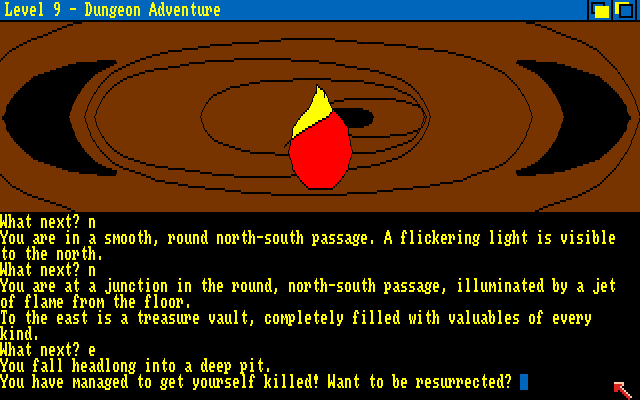 Level 9 - Dungeon Adventure
What next? n
You are in a smooth, round north-south passage. A flickering light is visible
to the north.
What next? n
You are at a junction in the round, north-south passage, illuminated by a jet
of flame from the floor.
To the east is a treasure vault, completely filled with valuables of every
kind.
What next? e
You fall headlong into a deep pit.
You have managed to get yourself killed! Want to be resurrected?